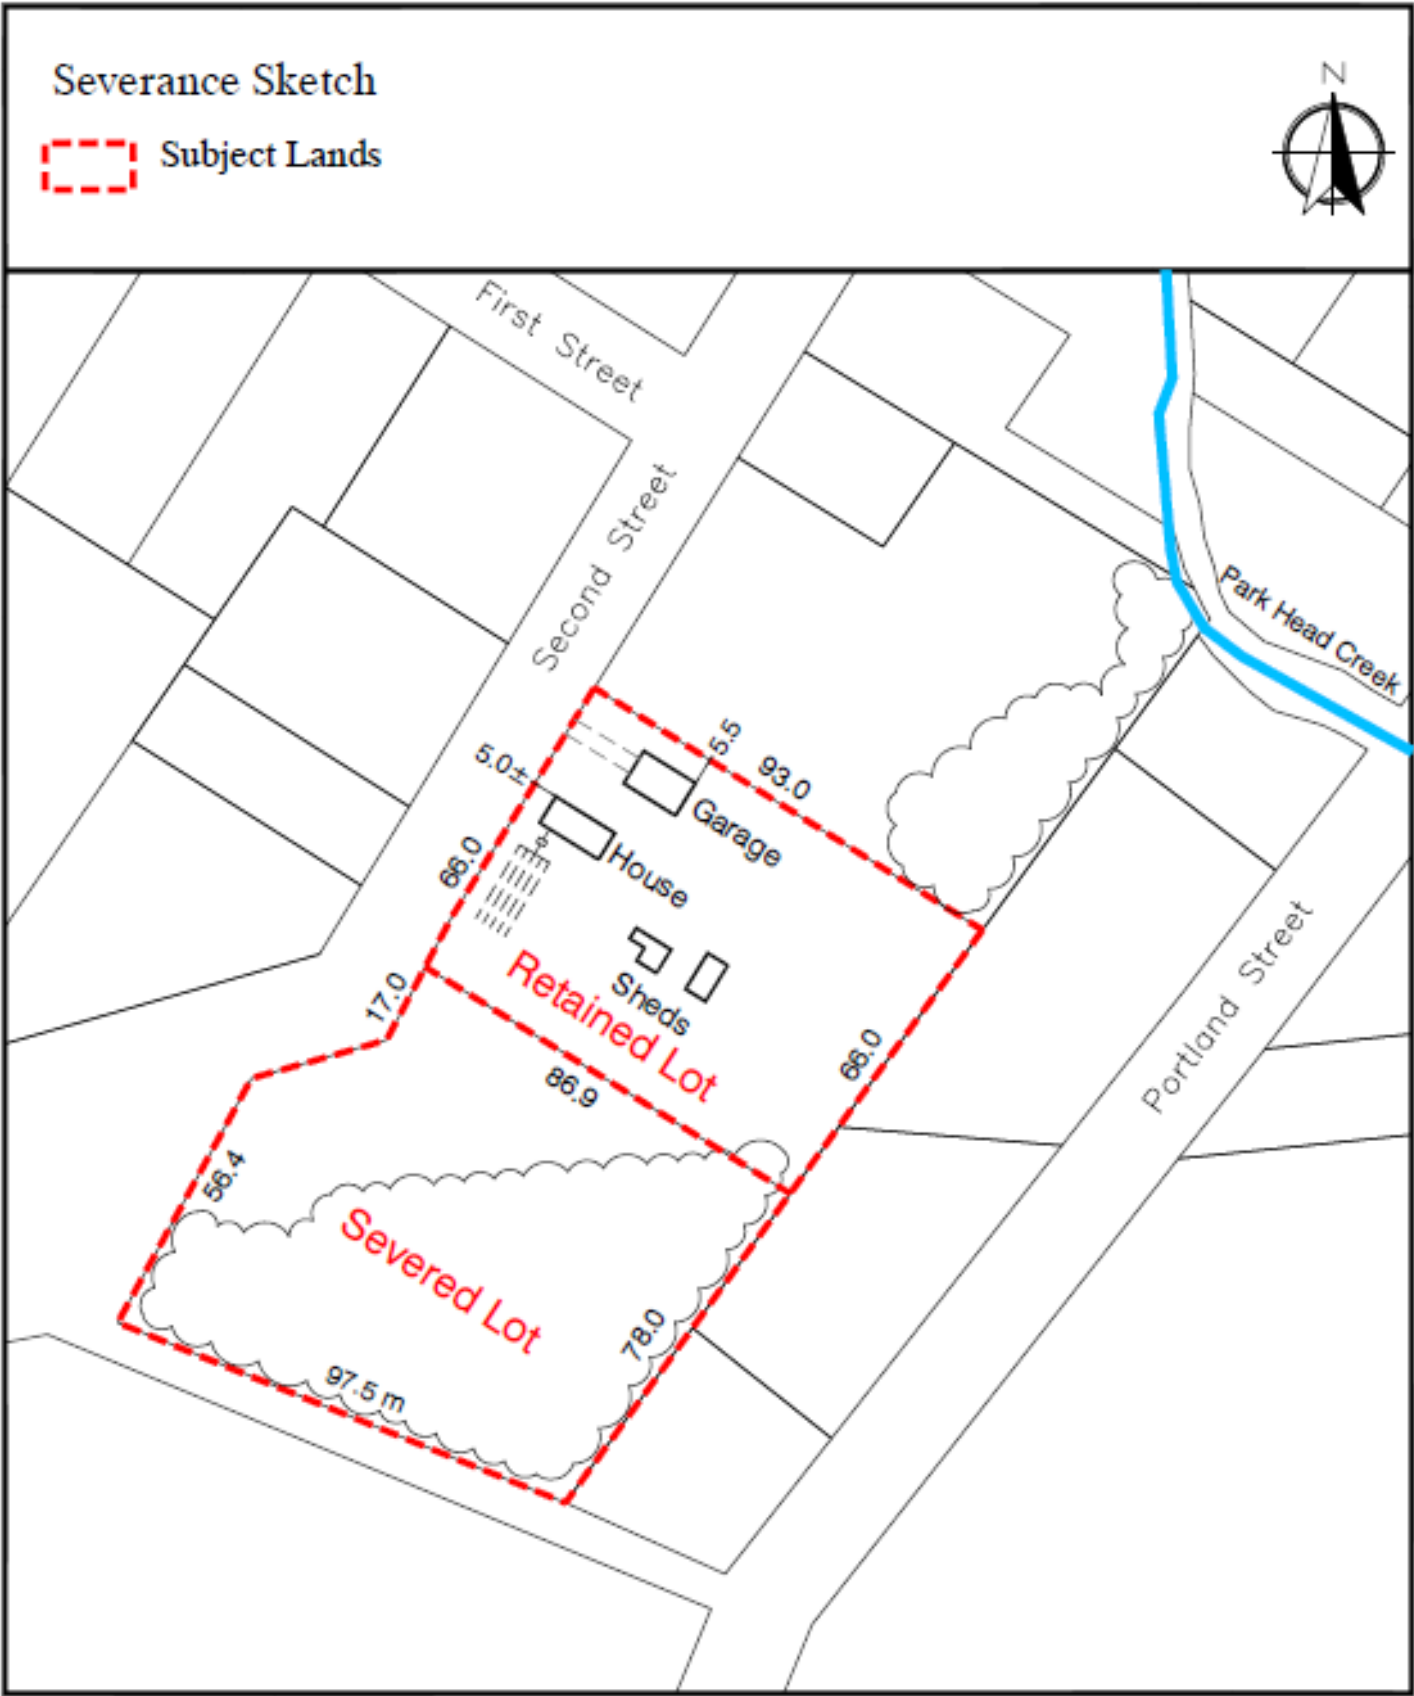 Severance Sketch
N
Subject Lands
First Street
Second Street
Park Head Creek
5.5
93.0
5.0±
Garage
66.0
House
Retained Lot
Sheds
17.0
86.9
66.0
Portland Street
56.4
Severed Lot
78.0
97.5 m